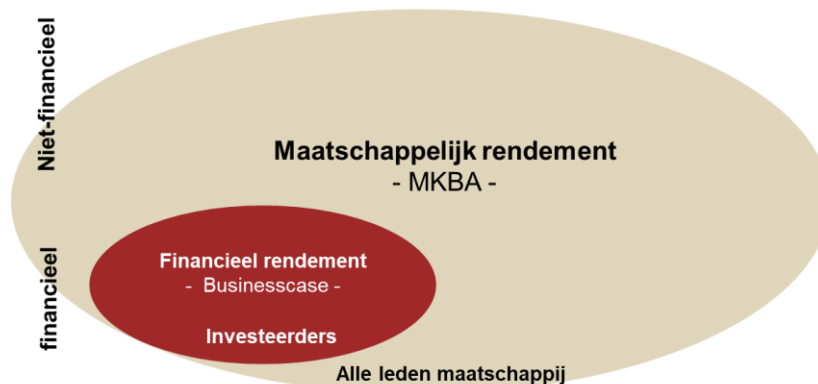 Niet-financieel
Maatschappelijk rendement
- MKBA -
financieel
Financieel rendement
- Businesscase -
Investeerders
Alle leden maatschappij